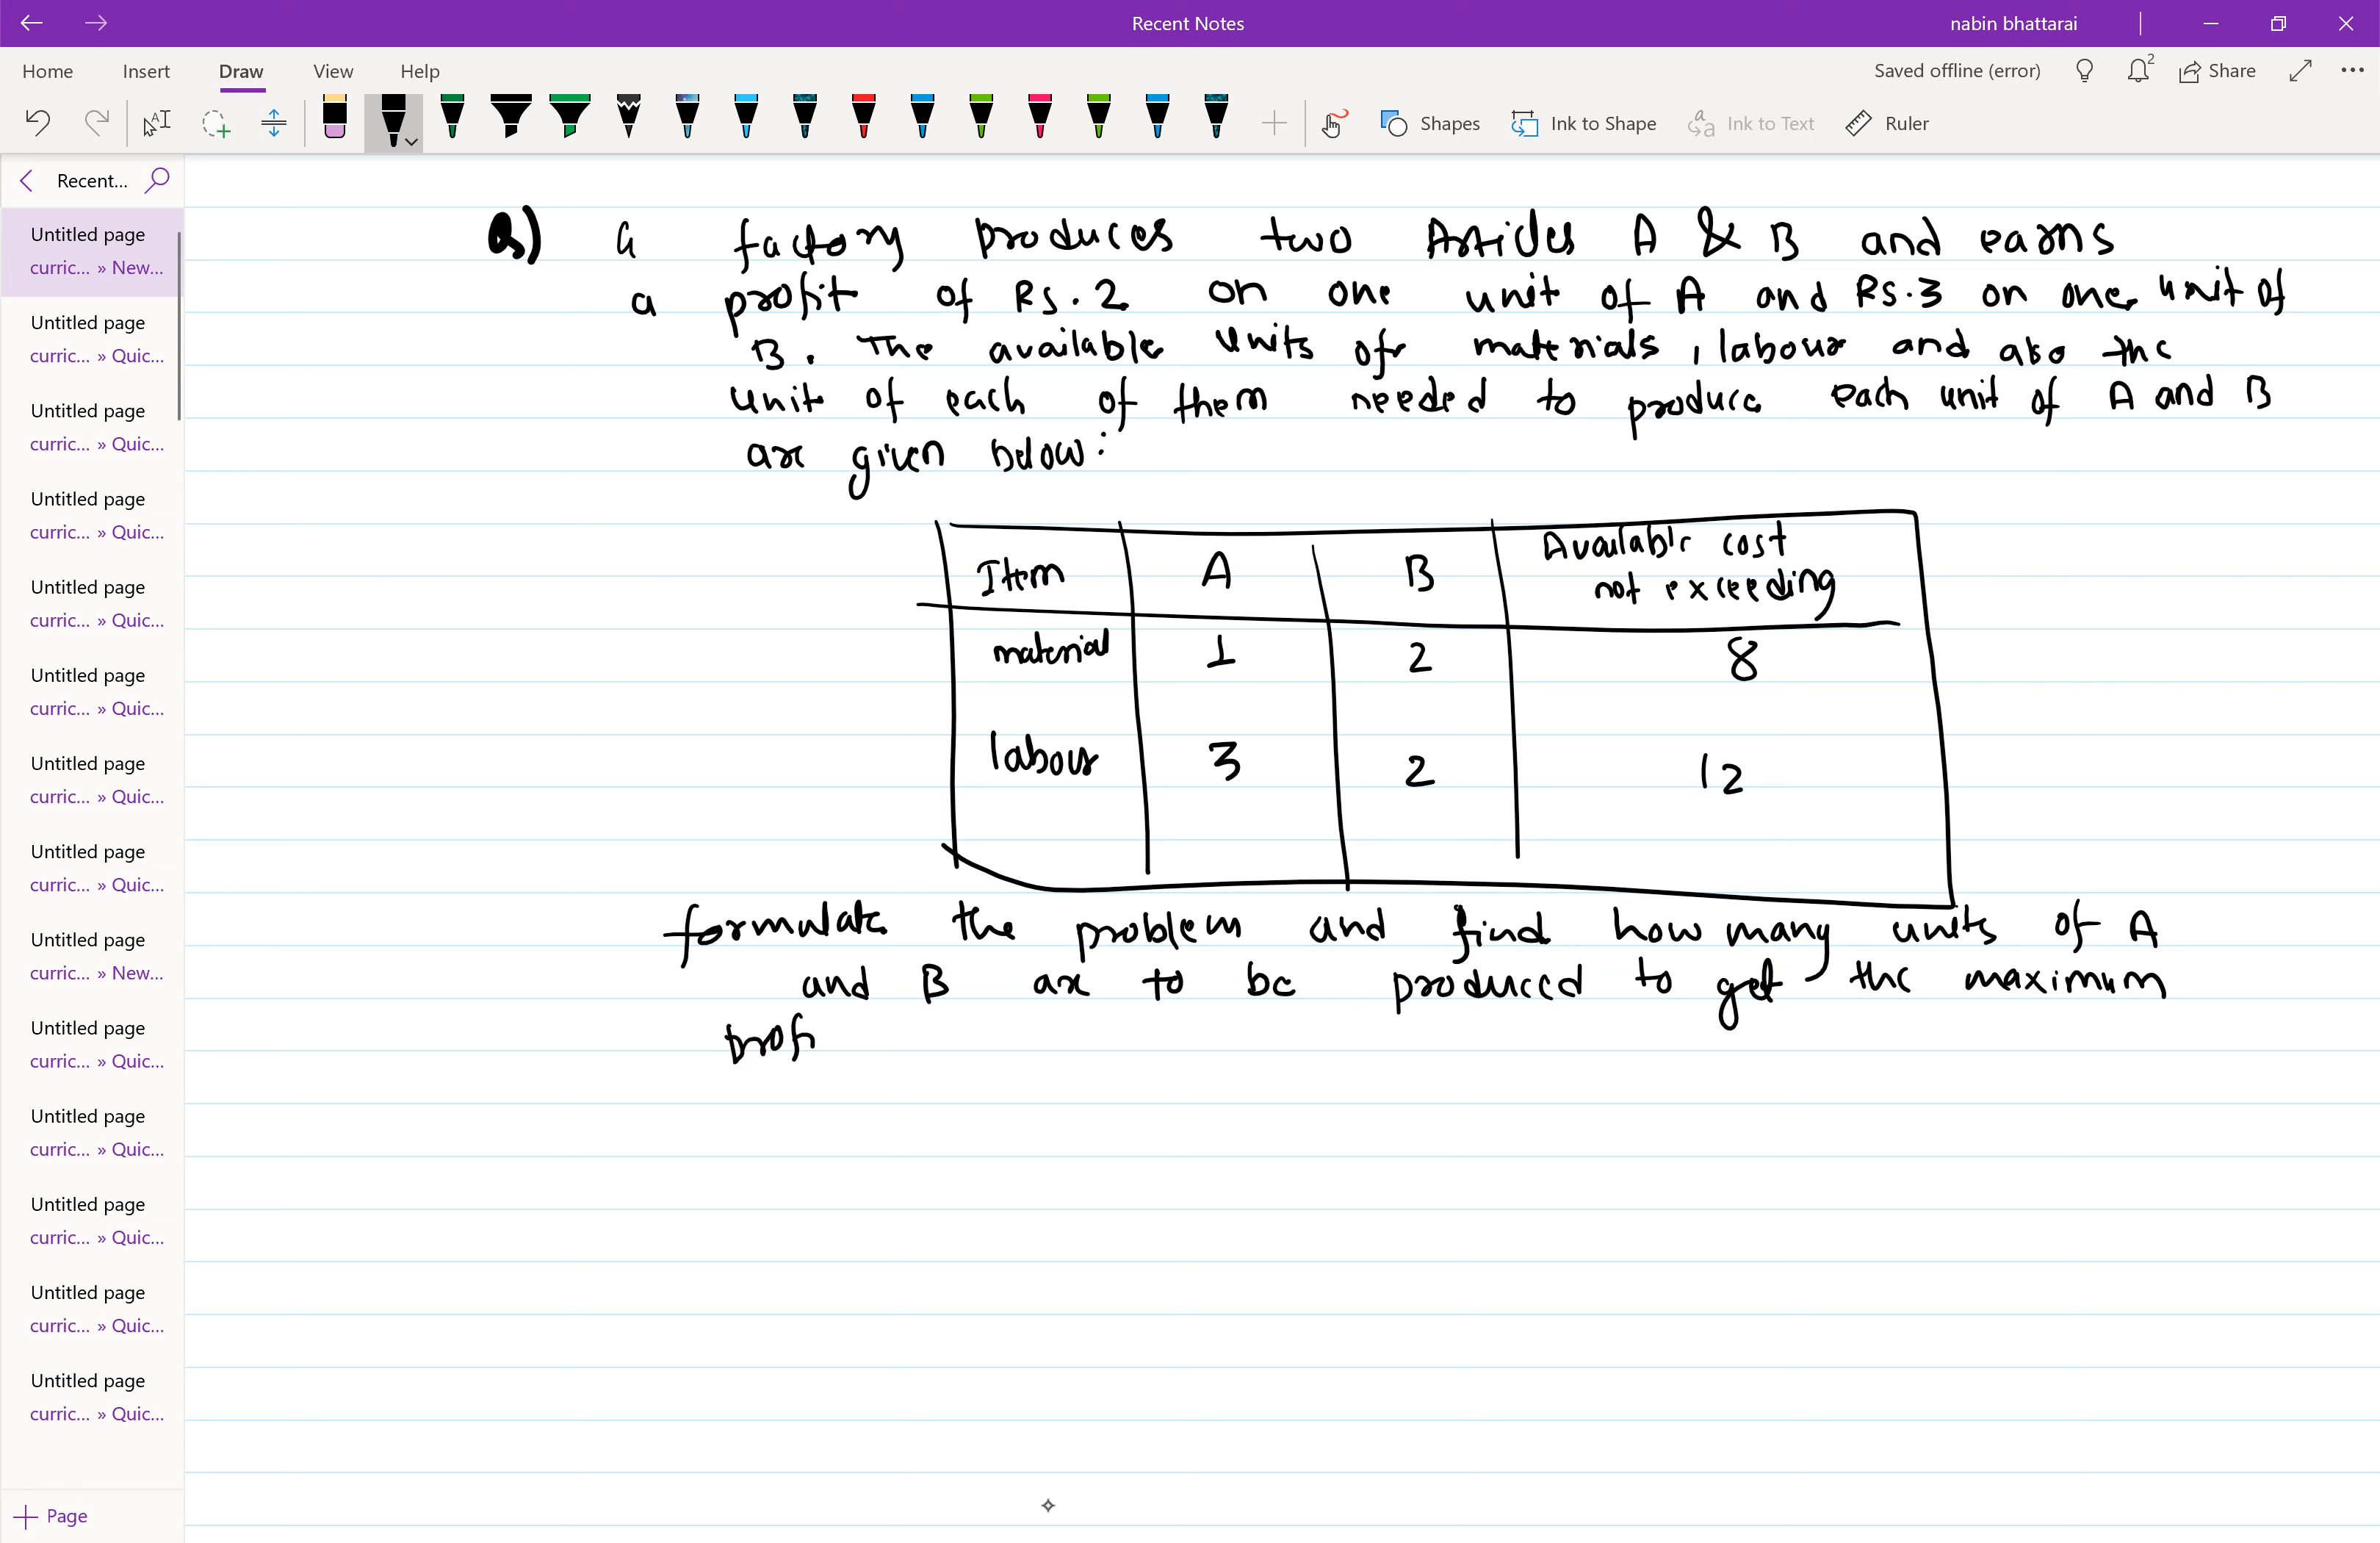 Recent Notes
nabin bhattarai
Home Insert Draw View Help
Saved offline (error) 2 Share
Shapes Ink to Shape Ink to Text Ruler
Recent...
Untitled page
curric... » New...
Untitled page
curric... » Quic...
Untitled page
curric... » Quic...
Untitled page
curric... » Quic...
Untitled page
curric... » Quic...
Untitled page
curric... » Quic...
Untitled page
curric... » Quic...
Untitled page
curric... » Quic...
Untitled page
curric... » New...
Untitled page
curric... » Quic...
Untitled page
curric... » Quic...
Untitled page
curric... » Quic...
Untitled page
curric... » Quic...
Untitled page
curric... » Quic...
Page
Q) a factory produces two Articles A & B and earns
a profit of Rs. 2 on one unit of A and Rs. 3 on one unit of
B. The available units of materials, labour and also the
unit of each of them needed to produce each unit of A and B
are given below:
Item A B Available cost
not exceeding
material 1 2 8
labour 3 2 12
formulate the problem and find how many units of A
and B are to be produced to get the maximum
profi